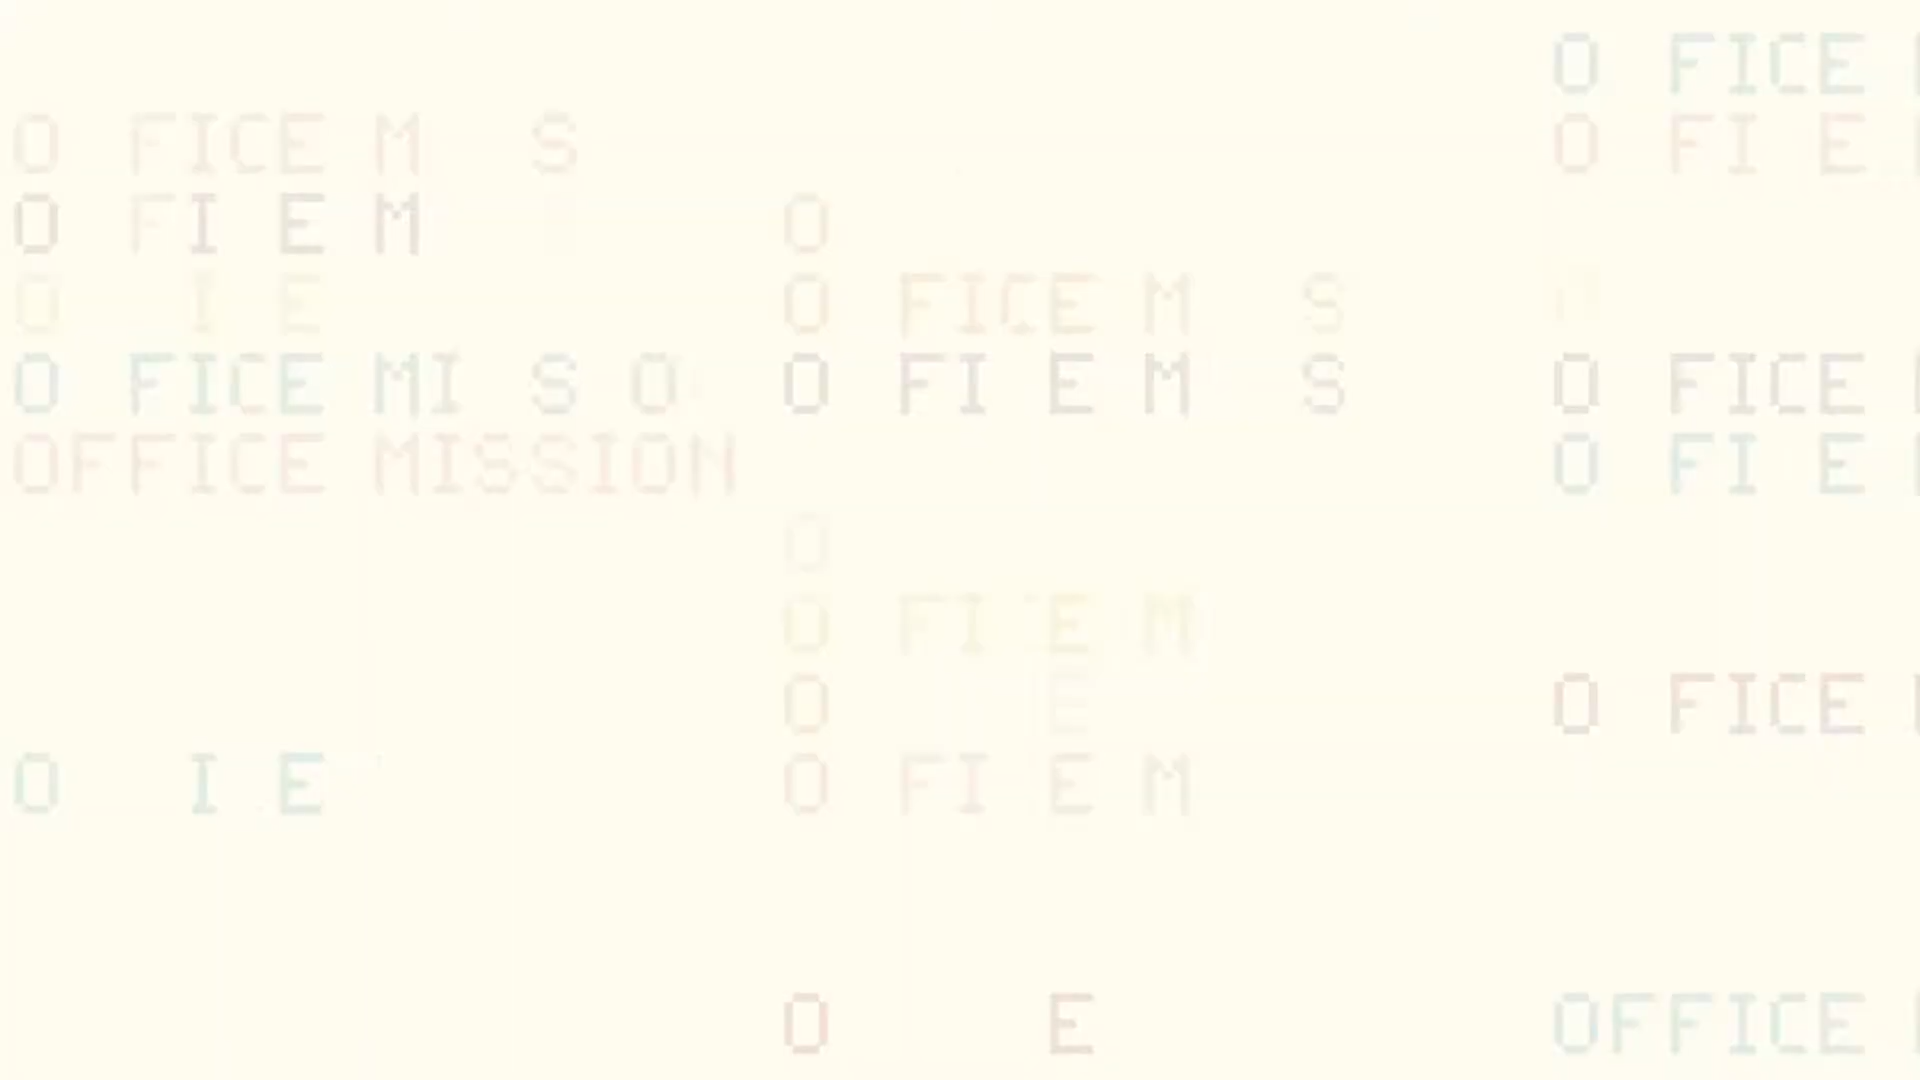 O FICE
O FICE M S
O FI E
O FI E M
O
O I E
O FICE M S
O FICE MI S O
O FI E M S
O FICE
OFFICE MISSION
O FI E
O
O FI E M
O E
O FICE
O I E
O FI E M
O E
OFFICE